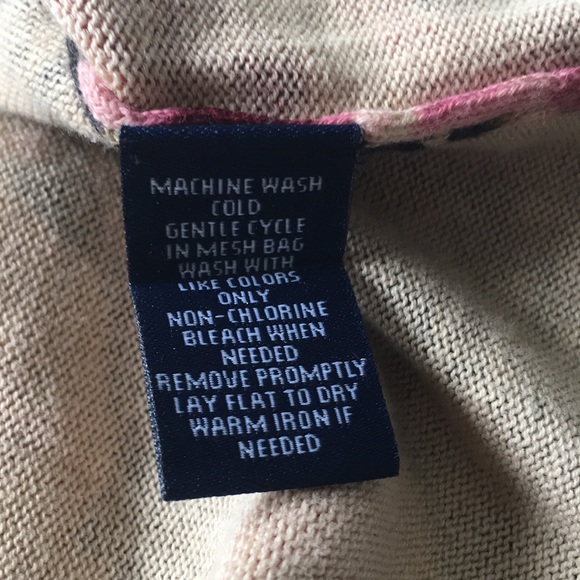 MACHINE WASH
COLD
GENTLE CYCLE
IN MESH BAG
WASH WITH
LIKE COLORS
ONLY
NON-CHLORINE
BLEACH WHEN
NEEDED
REMOVE PROMPTLY
LAY FLAT TO DRY
WARM IRON IF
NEEDED